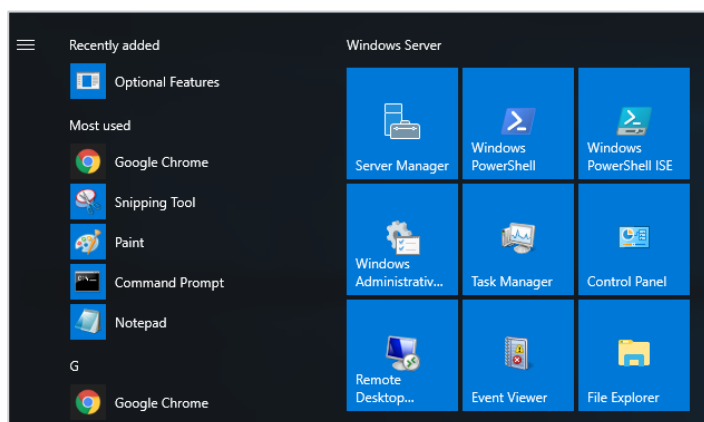 Recently added
Optional Features
Most used
Google Chrome
Snipping Tool
Paint
Command Prompt
Notepad
G
Google Chrome
Windows Server
Server Manager
Windows
PowerShell
Windows
PowerShell ISE
Windows
Administrativ...
Task Manager
Control Panel
Remote
Desktop...
Event Viewer
File Explorer